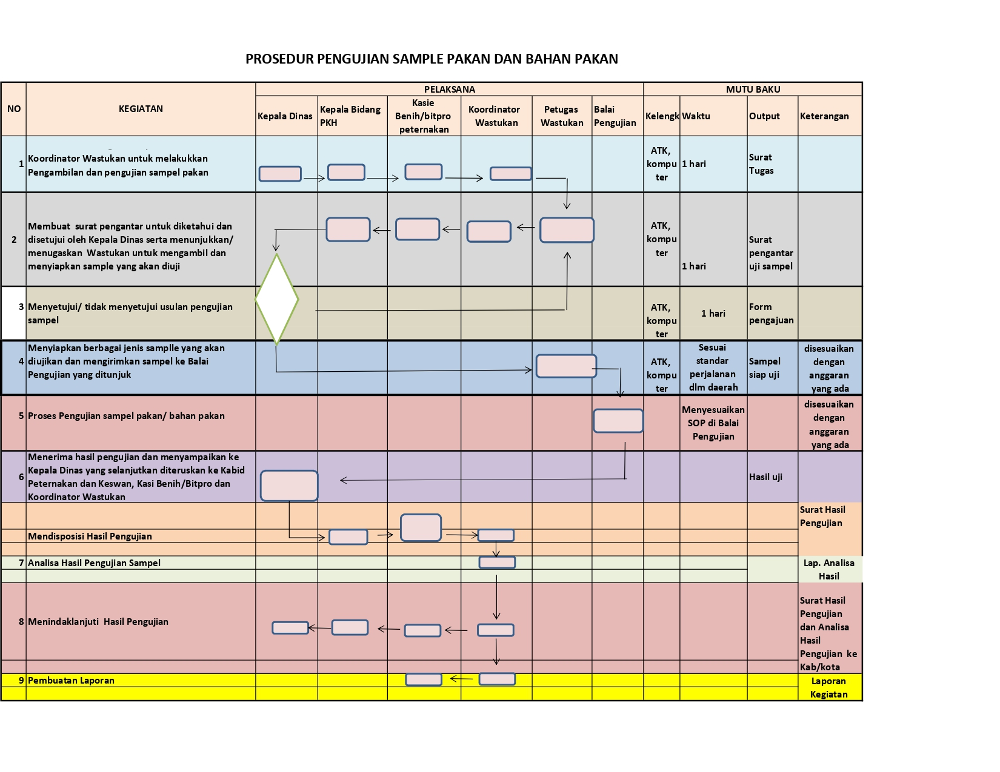 PROSEDUR PENGUJIAN SAMPLE PAKAN DAN BAHAN PAKAN
NO
KEGIATAN
PELAKSANA
MUTU BAKU
Kepala Dinas
Kepala Bidang
PKH
Kasie
Benih/bitpro
peternakan
Koordinator
Wastukan
Petugas
Wastukan
Balai
Pengujian
Kelengk
Waktu
Output
Keterangan
1
Koordinator Wastukan untuk melakukkan
Pengambilan dan pengujian sampel pakan
ATK,
kompu
ter
1 hari
Surat
Tugas
2
Membuat surat pengantar untuk diketahui dan
disetujui oleh Kepala Dinas serta menunjukkan/
menugaskan Wastukan untuk mengambil dan
menyiapkan sample yang akan diuji
ATK,
kompu
ter
1 hari
Surat
pengantar
uji sampel
3
Menyetujui/ tidak menyetujui usulan pengujian
sampel
ATK,
kompu
ter
1 hari
Form
pengajuan
4
Menyiapkan berbagai jenis samplle yang akan
diujikan dan mengirimkan sampel ke Balai
Pengujian yang ditunjuk
ATK,
kompu
ter
Sesuai
standar
perjalanan
dlm daerah
Sampel
siap uji
disesuaikan
dengan
anggaran
yang ada
5
Proses Pengujian sampel pakan/ bahan pakan
Menyesuaikan
SOP di Balai
Pengujian
disesuaikan
dengan
anggaran
yang ada
6
Menerima hasil pengujian dan menyampaikan ke
Kepala Dinas yang selanjutkan diteruskan ke Kabid
Peternakan dan Keswan, Kasi Benih/Bitpro dan
Koordinator Wastukan
Hasil uji
Mendisposisi Hasil Pengujian
Surat Hasil
Pengujian
7
Analisa Hasil Pengujian Sampel
Lap. Analisa
Hasil
8
Menindaklanjuti Hasil Pengujian
Surat Hasil
Pengujian
dan Analisa
Hasil
Pengujian ke
Kab/kota
9
Pembuatan Laporan
Laporan
Kegiatan